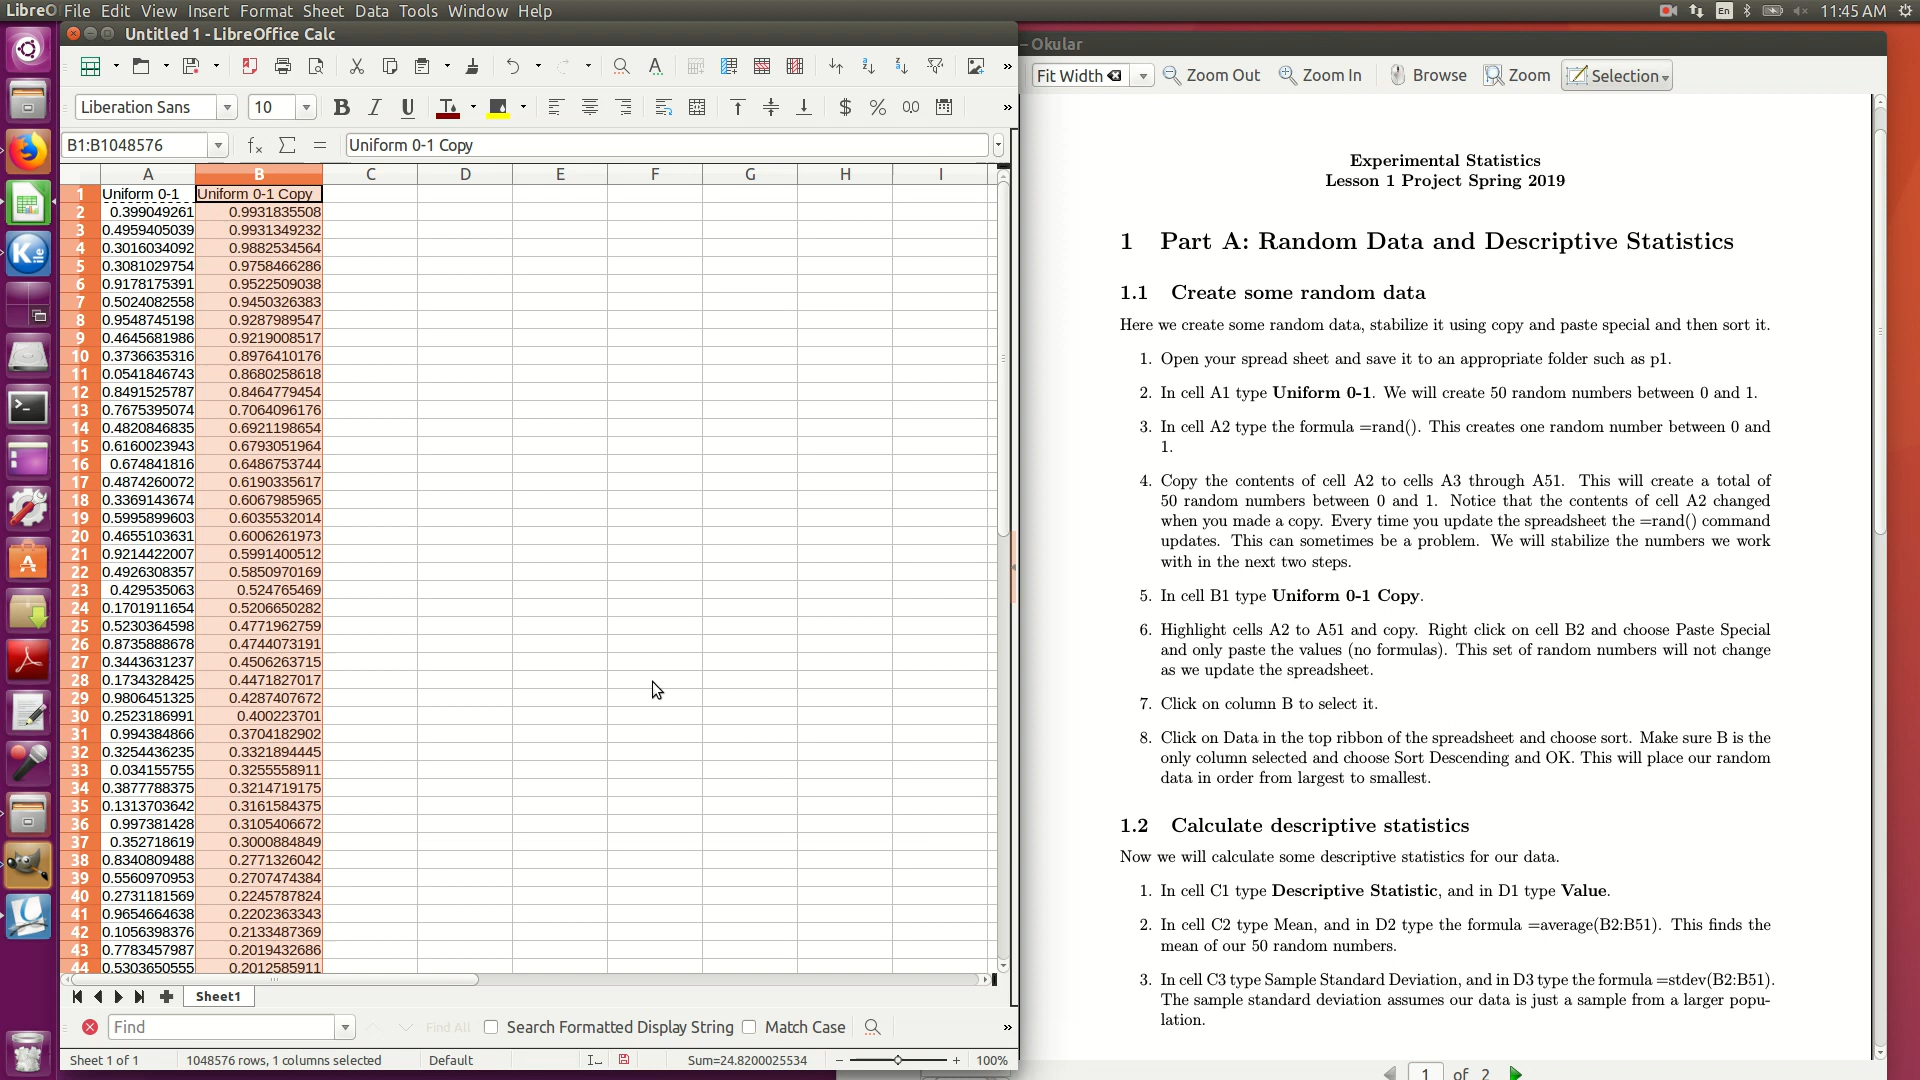 LibreO File Edit View Insert Format Sheet Data Tools Window Help
En 11:45 AM
Untitled 1 - LibreOffice Calc
– Okular
Fit Width Zoom Out Zoom In Browse Zoom Selection
Liberation Sans 10 B I U $ % 0.0
B1:B1048576 Uniform 0-1 Copy
A B C D E F G H I
1 Uniform 0-1 Uniform 0-1 Copy
2 0.399049261 0.9931835508
3 0.4959405039 0.9931349232
4 0.3016034092 0.9882534564
5 0.3081029754 0.9758466286
6 0.9178175391 0.9522509038
7 0.5024082558 0.9450326383
8 0.9548745198 0.9287989547
9 0.4645681986 0.9219008517
10 0.3736635316 0.8976410176
11 0.0541846743 0.8680258618
12 0.8491525787 0.8464779454
13 0.7675395074 0.7064096176
14 0.4820846835 0.6921198654
15 0.6160023943 0.6793051964
16 0.674841816 0.6486753744
17 0.4874260072 0.6190335617
18 0.3369143674 0.6067985965
19 0.5995899603 0.6035532014
20 0.4655103631 0.6006261973
21 0.9214422007 0.5991400512
22 0.4926308357 0.5850970169
23 0.429535063 0.524765469
24 0.1701911654 0.5206650282
25 0.5230364598 0.4771962759
26 0.8735888678 0.4744073191
27 0.3443631237 0.4506263715
28 0.1734328425 0.4471827017
29 0.9806451325 0.4287407672
30 0.2523186991 0.400223701
31 0.994384866 0.3704182902
32 0.3254436235 0.3321894445
33 0.034155755 0.3255558911
34 0.3877788375 0.3214719175
35 0.1313703642 0.3161584375
36 0.997381428 0.3105406672
37 0.352718619 0.3000884849
38 0.8340809488 0.2771326042
39 0.5560970953 0.2707474384
40 0.2731181569 0.2245787824
41 0.9654664638 0.2202363343
42 0.1056398376 0.2133487369
43 0.7783457987 0.2019432686
44 0.5303650555 0.2012585911
Sheet1
Find Find All Search Formatted Display String Match Case
Sheet 1 of 1 1048576 rows, 1 columns selected Default Sum=24.8200025534 100%
Experimental Statistics
Lesson 1 Project Spring 2019
1 Part A: Random Data and Descriptive Statistics
1.1 Create some random data
Here we create some random data, stabilize it using copy and paste special and then sort it.
1. Open your spread sheet and save it to an appropriate folder such as p1.
2. In cell A1 type Uniform 0-1. We will create 50 random numbers between 0 and 1.
3. In cell A2 type the formula =rand(). This creates one random number between 0 and
1.
4. Copy the contents of cell A2 to cells A3 through A51. This will create a total of
50 random numbers between 0 and 1. Notice that the contents of cell A2 changed
when you made a copy. Every time you update the spreadsheet the =rand() command
updates. This can sometimes be a problem. We will stabilize the numbers we work
with in the next two steps.
5. In cell B1 type Uniform 0-1 Copy.
6. Highlight cells A2 to A51 and copy. Right click on cell B2 and choose Paste Special
and only paste the values (no formulas). This set of random numbers will not change
as we update the spreadsheet.
7. Click on column B to select it.
8. Click on Data in the top ribbon of the spreadsheet and choose sort. Make sure B is the
only column selected and choose Sort Descending and OK. This will place our random
data in order from largest to smallest.
1.2 Calculate descriptive statistics
Now we will calculate some descriptive statistics for our data.
1. In cell C1 type Descriptive Statistic, and in D1 type Value.
2. In cell C2 type Mean, and in D2 type the formula =average(B2:B51). This finds the
mean of our 50 random numbers.
3. In cell C3 type Sample Standard Deviation, and in D3 type the formula =stdev(B2:B51).
The sample standard deviation assumes our data is just a sample from a larger popu-
lation.
1 of 2